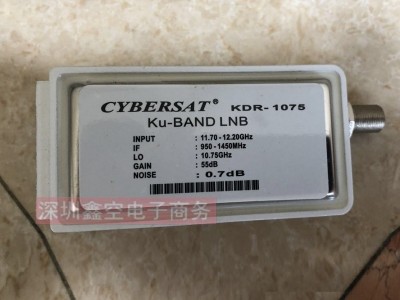 CYBERSAT® KDR-1075
Ku-BAND LNB
INPUT : 11.70-12.20GHz
IF : 950-1450MHz
LO : 10.75GHz
GAIN : 55dB
NOISE : 0.7dB
深圳鑫空电子商务